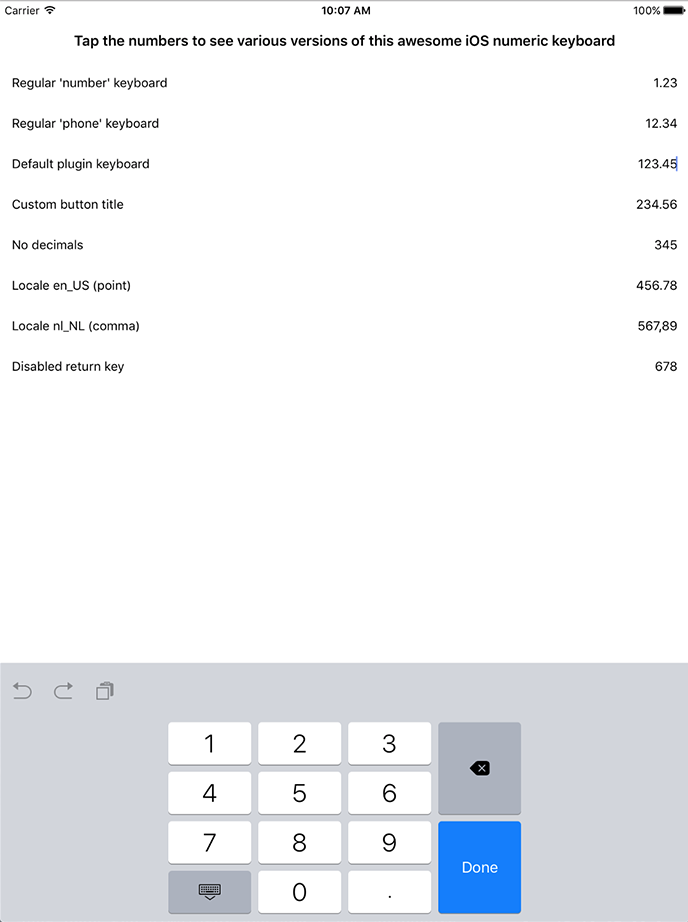 Carrier 10:07 AM 100%
Tap the numbers to see various versions of this awesome iOS numeric keyboard
Regular 'number' keyboard 1.23
Regular 'phone' keyboard 12.34
Default plugin keyboard 123.45
Custom button title 234.56
No decimals 345
Locale en_US (point) 456.78
Locale nl_NL (comma) 567,89
Disabled return key 678
1 2 3
4 5 6
7 8 9
Done
0 .